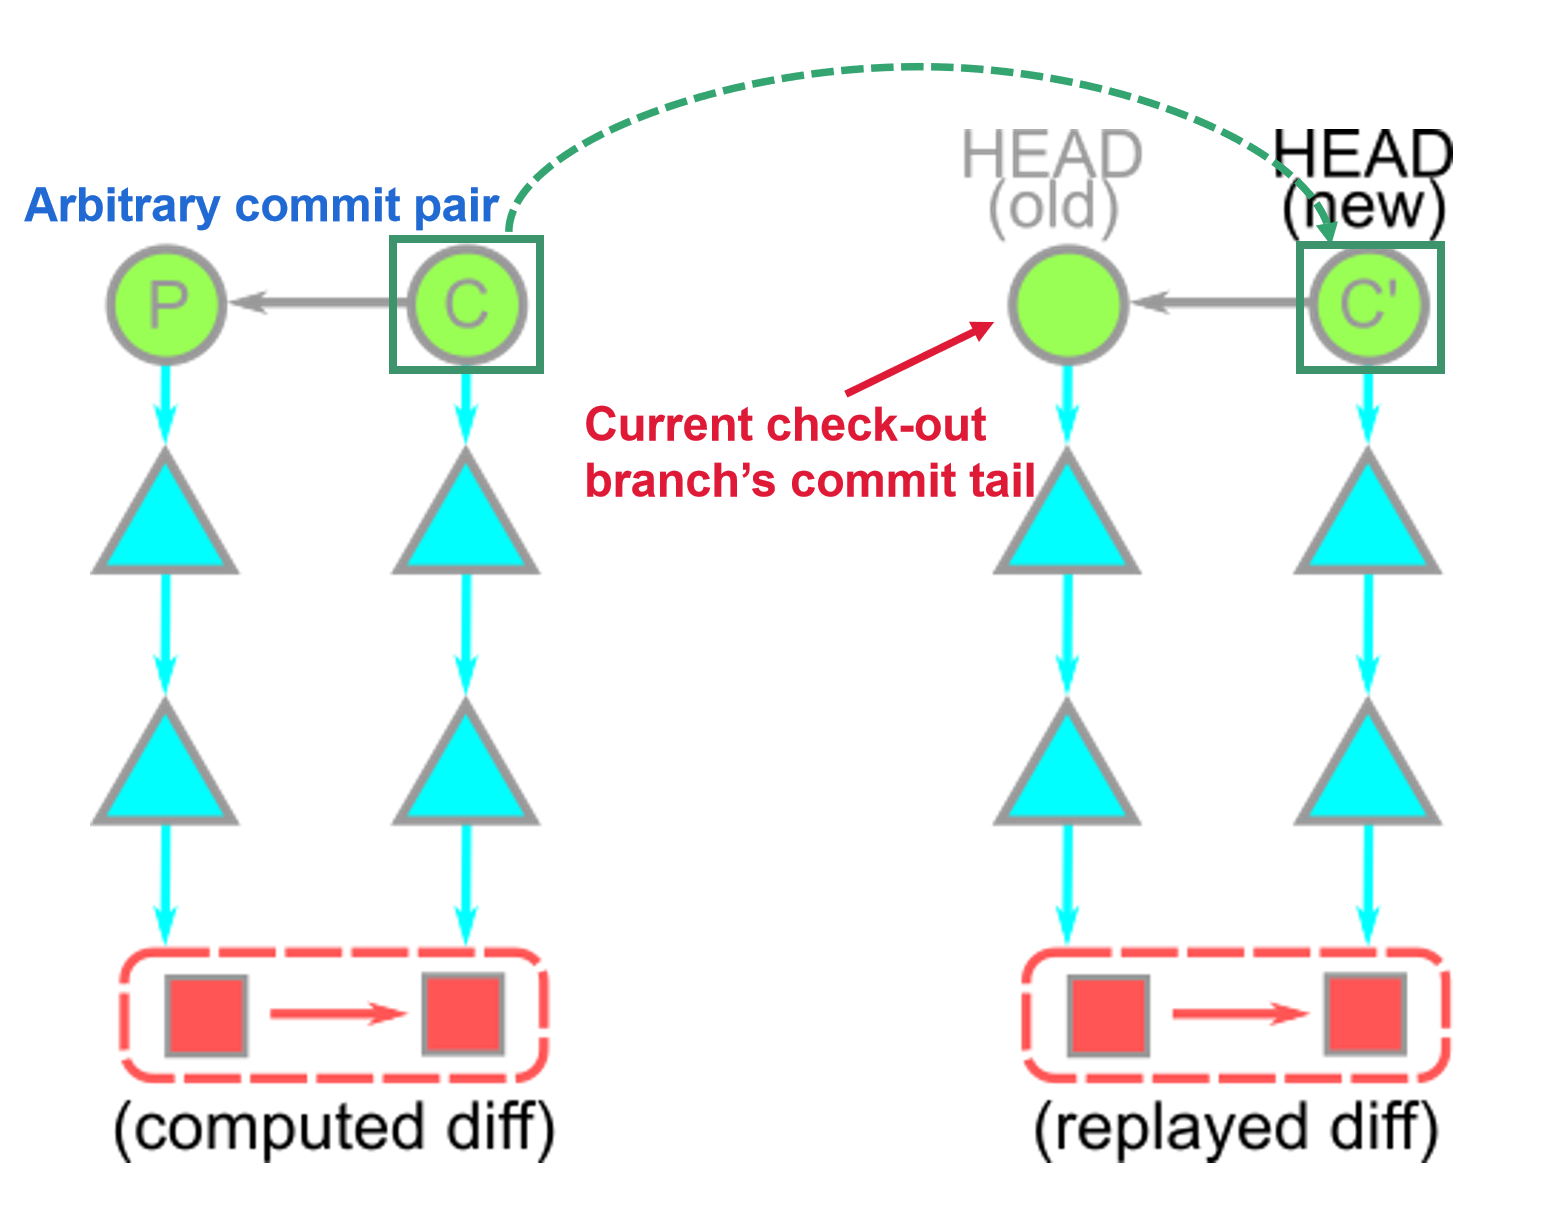 HEAD
(old)
HEAD
(new)
Arbitrary commit pair
P
C
C'
Current check-out
branch’s commit tail
(computed diff)
(replayed diff)